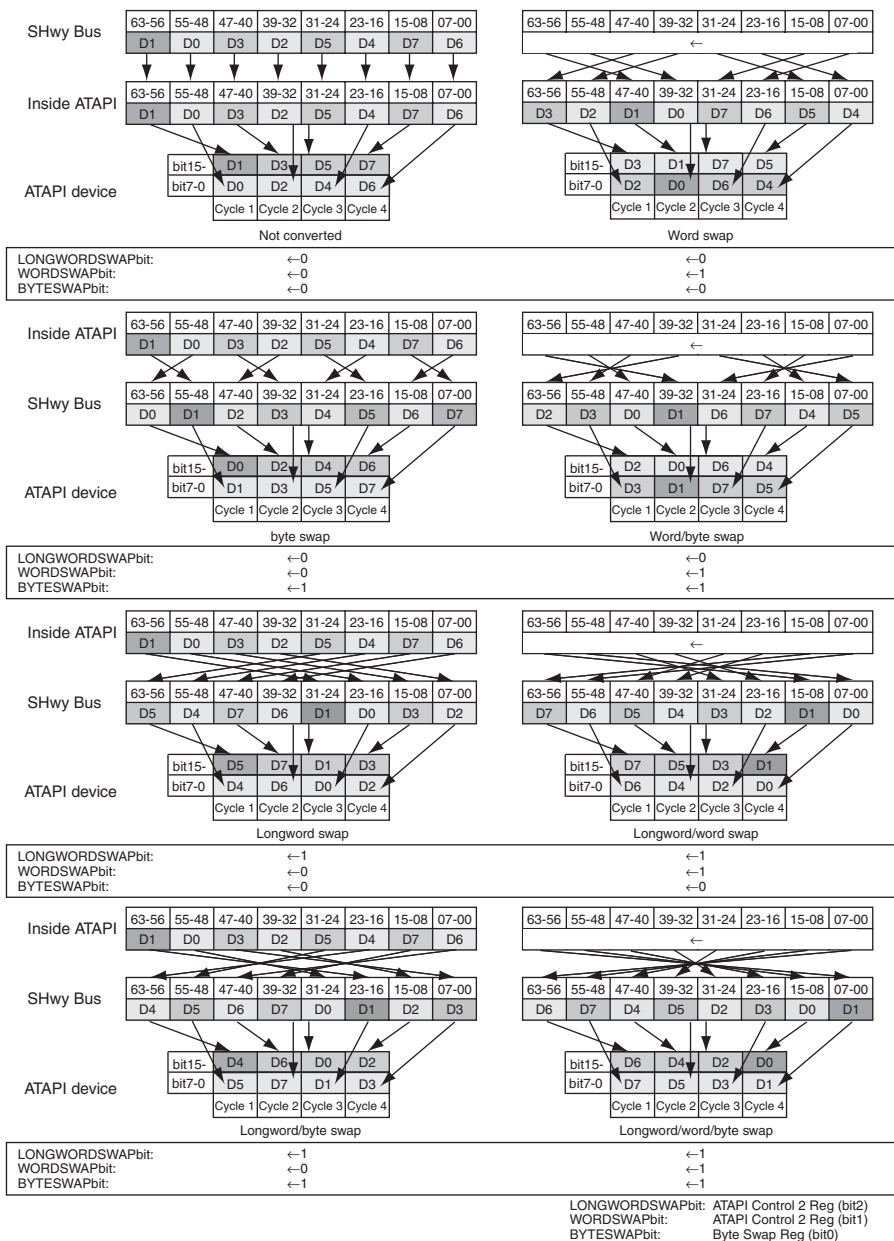 63-56 55-48 47-40 39-32 31-24 23-16 15-08 07-00 63-56 55-48 47-40 39-32 31-24 23-16 15-08 07-00
SHwy Bus D1 D0 D3 D2 D5 D4 D7 D6 ←
63-56 55-48 47-40 39-32 31-24 23-16 15-08 07-00 63-56 55-48 47-40 39-32 31-24 23-16 15-08 07-00
Inside ATAPI D1 D0 D3 D2 D5 D4 D7 D6 D3 D2 D1 D0 D7 D6 D5 D4
bit15- D1 D3 D5 D7 bit15- D3 D1 D7 D5
ATAPI device bit7-0 D0 D2 D4 D6 bit7-0 D2 D0 D6 D4
Cycle 1 Cycle 2 Cycle 3 Cycle 4 Cycle 1 Cycle 2 Cycle 3 Cycle 4
Not converted Word swap
LONGWORDSWAPbit: ←0 ←0
WORDSWAPbit: ←0 ←1
BYTESWAPbit: ←0 ←0
63-56 55-48 47-40 39-32 31-24 23-16 15-08 07-00 63-56 55-48 47-40 39-32 31-24 23-16 15-08 07-00
Inside ATAPI D1 D0 D3 D2 D5 D4 D7 D6 ←
63-56 55-48 47-40 39-32 31-24 23-16 15-08 07-00 63-56 55-48 47-40 39-32 31-24 23-16 15-08 07-00
SHwy Bus D0 D1 D2 D3 D4 D5 D6 D7 D2 D3 D0 D1 D6 D7 D4 D5
bit15- D0 D2 D4 D6 bit15- D2 D0 D6 D4
ATAPI device bit7-0 D1 D3 D5 D7 bit7-0 D3 D1 D7 D5
Cycle 1 Cycle 2 Cycle 3 Cycle 4 Cycle 1 Cycle 2 Cycle 3 Cycle 4
byte swap Word/byte swap
LONGWORDSWAPbit: ←0 ←0
WORDSWAPbit: ←0 ←1
BYTESWAPbit: ←1 ←1
63-56 55-48 47-40 39-32 31-24 23-16 15-08 07-00 63-56 55-48 47-40 39-32 31-24 23-16 15-08 07-00
Inside ATAPI D1 D0 D3 D2 D5 D4 D7 D6 ←
63-56 55-48 47-40 39-32 31-24 23-16 15-08 07-00 63-56 55-48 47-40 39-32 31-24 23-16 15-08 07-00
SHwy Bus D5 D4 D7 D6 D1 D0 D3 D2 D7 D6 D5 D4 D3 D2 D1 D0
bit15- D5 D7 D1 D3 bit15- D7 D5 D3 D1
ATAPI device bit7-0 D4 D6 D0 D2 bit7-0 D6 D4 D2 D0
Cycle 1 Cycle 2 Cycle 3 Cycle 4 Cycle 1 Cycle 2 Cycle 3 Cycle 4
Longword swap Longword/word swap
LONGWORDSWAPbit: ←1 ←1
WORDSWAPbit: ←0 ←1
BYTESWAPbit: ←0 ←0
63-56 55-48 47-40 39-32 31-24 23-16 15-08 07-00 63-56 55-48 47-40 39-32 31-24 23-16 15-08 07-00
Inside ATAPI D1 D0 D3 D2 D5 D4 D7 D6 ←
63-56 55-48 47-40 39-32 31-24 23-16 15-08 07-00 63-56 55-48 47-40 39-32 31-24 23-16 15-08 07-00
SHwy Bus D4 D5 D6 D7 D0 D1 D2 D3 D6 D7 D4 D5 D2 D3 D0 D1
bit15- D4 D6 D0 D2 bit15- D6 D4 D2 D0
ATAPI device bit7-0 D5 D7 D1 D3 bit7-0 D7 D5 D3 D1
Cycle 1 Cycle 2 Cycle 3 Cycle 4 Cycle 1 Cycle 2 Cycle 3 Cycle 4
Longword/byte swap Longword/word/byte swap
LONGWORDSWAPbit: ←1 ←1
WORDSWAPbit: ←0 ←1
BYTESWAPbit: ←1 ←1
LONGWORDSWAPbit: ATAPI Control 2 Reg (bit2)
WORDSWAPbit: ATAPI Control 2 Reg (bit1)
BYTESWAPbit: Byte Swap Reg (bit0)